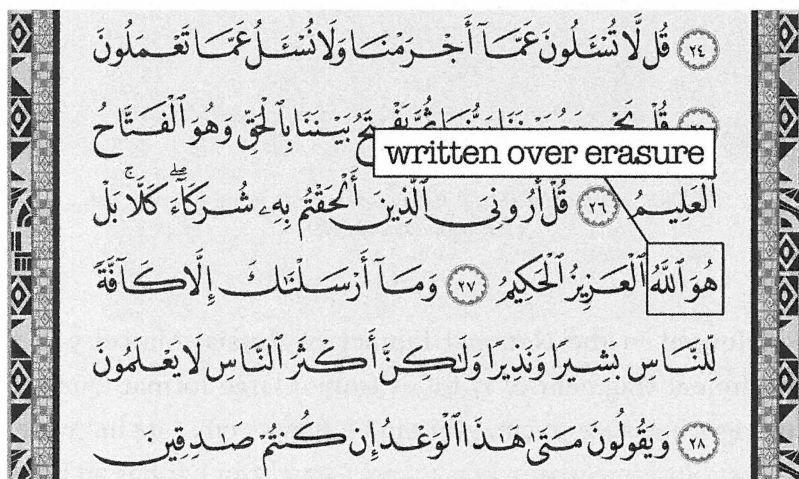 ٢٤ قُل لَّا تُسْـَٔلُونَ عَمَّآ أَجْرَمْنَا وَلَا نُسْـَٔلُ عَمَّا تَعْمَلُونَ
قُلْ ثُمَّ يَفْتَحُ بَيْنَنَا بِٱلْحَقِّ وَهُوَ ٱلْفَتَّاحُ
written over erasure
ٱلْعَلِيمُ ٢٦ قُلْ أَرُونِىَ ٱلَّذِينَ أَلْحَقْتُم بِهِۦ شُرَكَآءَ ۖ كَلَّا ۚ بَلْ
هُوَ ٱللَّهُ ٱلْعَزِيزُ ٱلْحَكِيمُ ٢٧ وَمَآ أَرْسَلْنَـٰكَ إِلَّا كَآفَّةً
لِّلنَّاسِ بَشِيرًا وَنَذِيرًا وَلَـٰكِنَّ أَكْثَرَ ٱلنَّاسِ لَا يَعْلَمُونَ
٢٨ وَيَقُولُونَ مَتَىٰ هَـٰذَا ٱلْوَعْدُ إِن كُنتُمْ صَـٰدِقِينَ